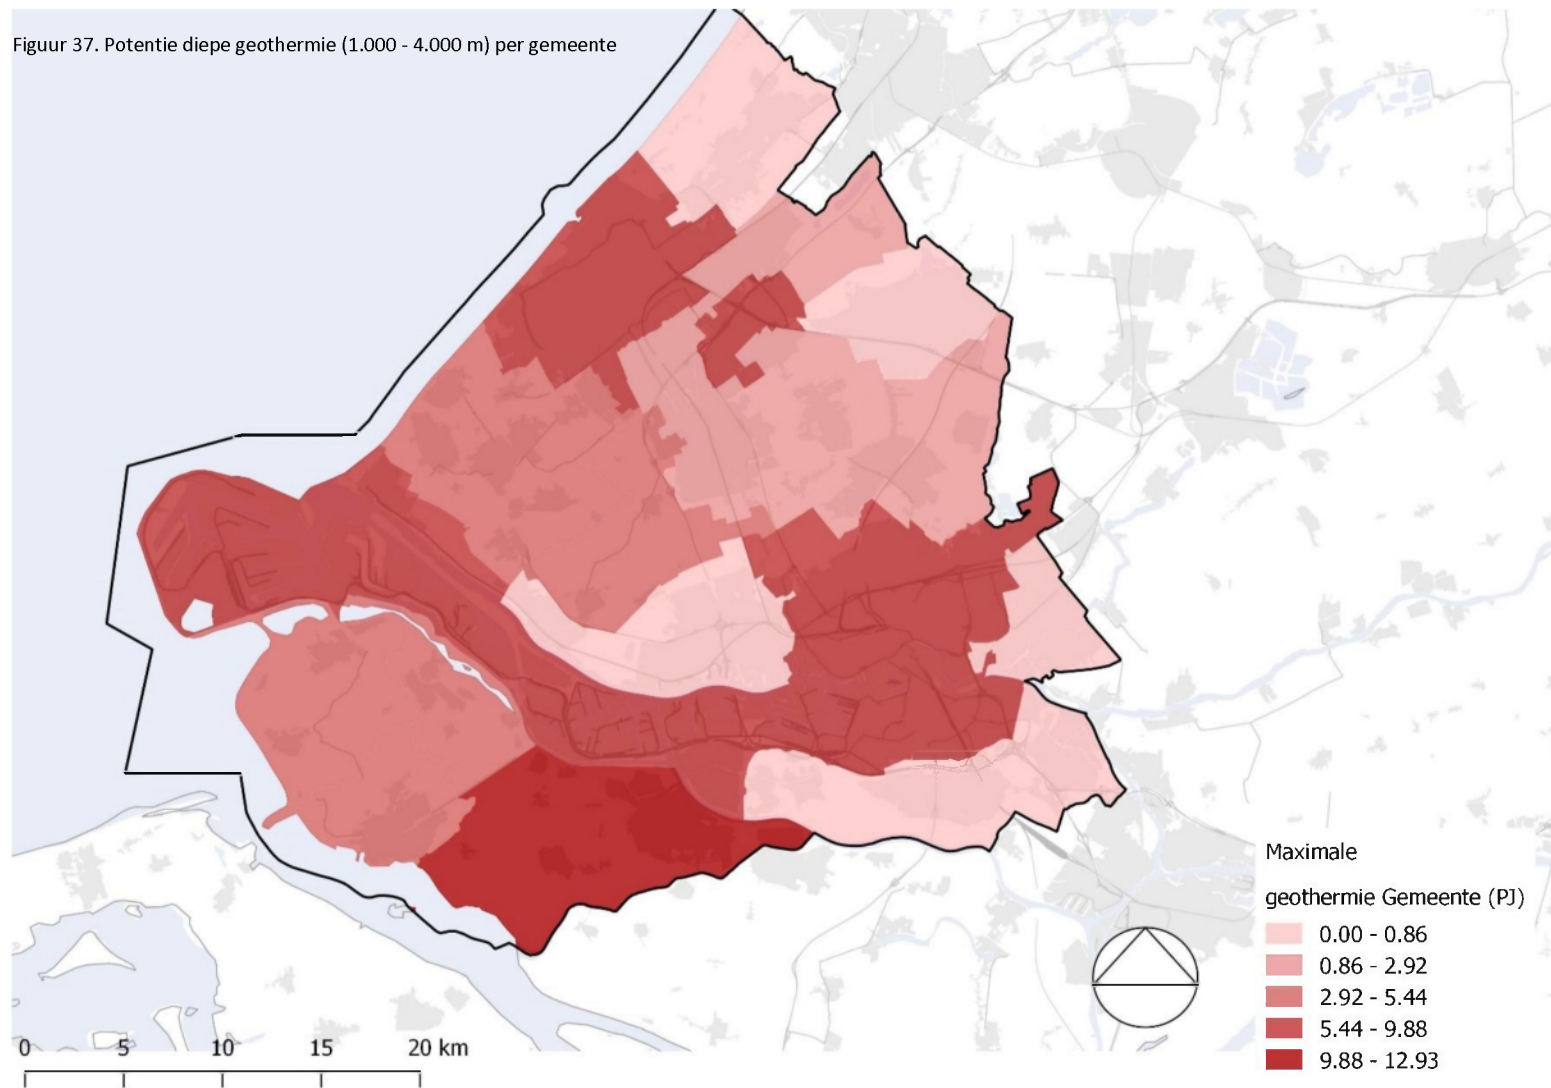 Figuur 37. Potentie diepe geothermie (1.000 - 4.000 m) per gemeente
Maximale
geothermie Gemeente (PJ)
0.00 - 0.86
0.86 - 2.92
2.92 - 5.44
5.44 - 9.88
9.88 - 12.93
0 5 10 15 20 km